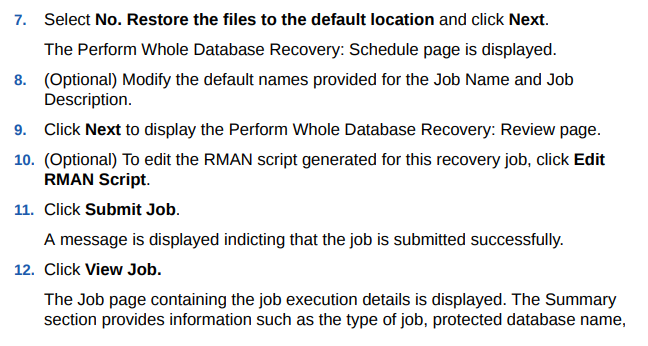 7. Select No. Restore the files to the default location and click Next.
The Perform Whole Database Recovery: Schedule page is displayed.
8. (Optional) Modify the default names provided for the Job Name and Job
Description.
9. Click Next to display the Perform Whole Database Recovery: Review page.
10. (Optional) To edit the RMAN script generated for this recovery job, click Edit
RMAN Script.
11. Click Submit Job.
A message is displayed indicting that the job is submitted successfully.
12. Click View Job.
The Job page containing the job execution details is displayed. The Summary
section provides information such as the type of job, protected database name,